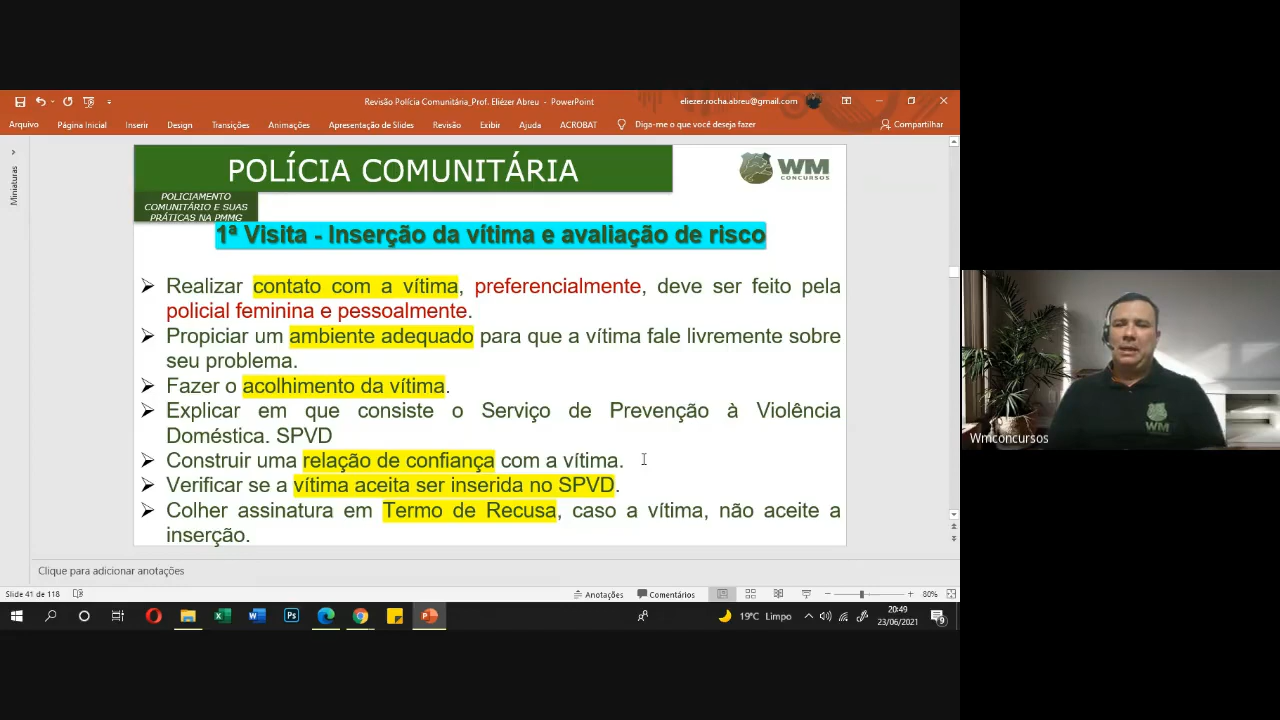 Revisão Polícia Comunitária_Prof. Eliézer Abreu - PowerPoint
eliezer.rocha.abreu@gmail.com
Arquivo Página Inicial Inserir Design Transições Animações Apresentação de Slides Revisão Exibir Ajuda ACROBAT Diga-me o que você deseja fazer Compartilhar
Miniaturas
POLÍCIA COMUNITÁRIA
WM
CONCURSOS
POLICIAMENTO
COMUNITÁRIO E SUAS
PRÁTICAS NA PMMG
1ª Visita - Inserção da vítima e avaliação de risco
Realizar contato com a vítima, preferencialmente, deve ser feito pela
policial feminina e pessoalmente.
Propiciar um ambiente adequado para que a vítima fale livremente sobre
seu problema.
Fazer o acolhimento da vítima.
Explicar em que consiste o Serviço de Prevenção à Violência
Doméstica. SPVD
Construir uma relação de confiança com a vítima.
Verificar se a vítima aceita ser inserida no SPVD.
Colher assinatura em Termo de Recusa, caso a vítima, não aceite a
inserção.
Clique para adicionar anotações
Slide 41 de 118
Anotações Comentários
80%
19°C Limpo
20:49
23/06/2021
9
WM
Wmconcursos